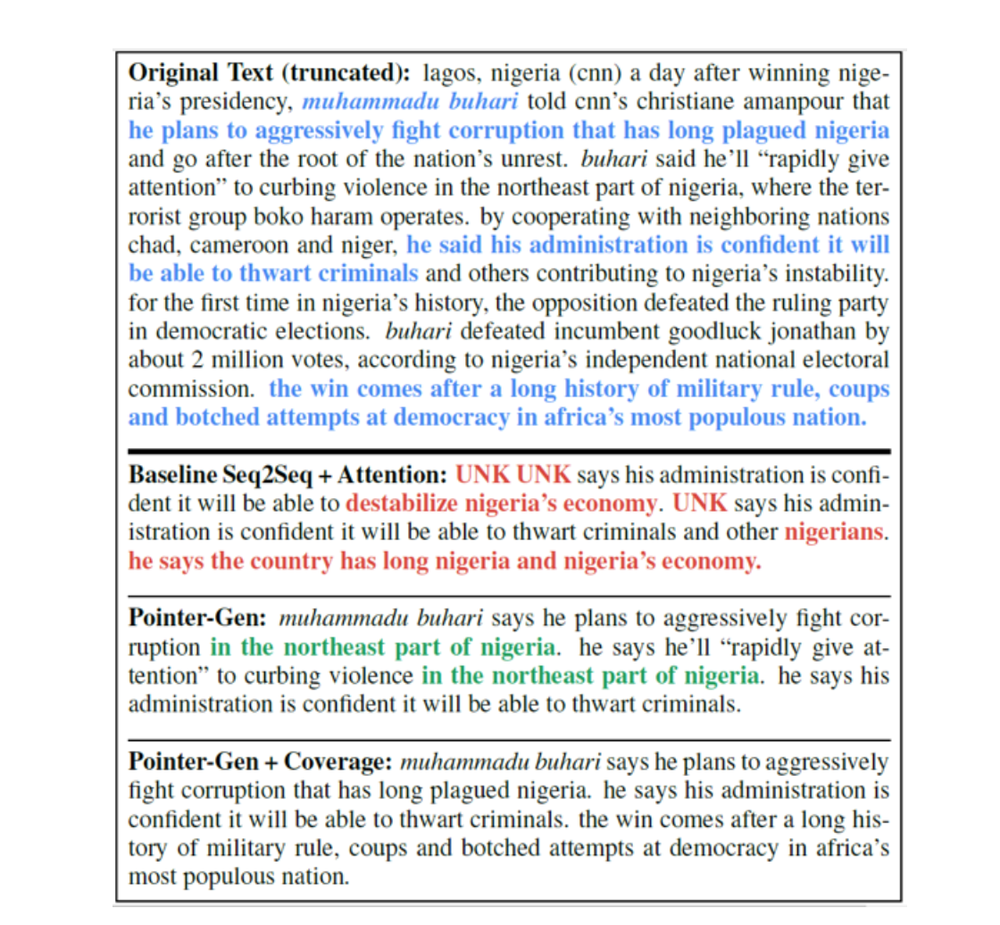 Original Text (truncated): lagos, nigeria (cnn) a day after winning nige-
ria’s presidency, muhammadu buhari told cnn’s christiane amanpour that
he plans to aggressively fight corruption that has long plagued nigeria
and go after the root of the nation’s unrest. buhari said he’ll “rapidly give
attention” to curbing violence in the northeast part of nigeria, where the ter-
rorist group boko haram operates. by cooperating with neighboring nations
chad, cameroon and niger, he said his administration is confident it will
be able to thwart criminals and others contributing to nigeria’s instability.
for the first time in nigeria’s history, the opposition defeated the ruling party
in democratic elections. buhari defeated incumbent goodluck jonathan by
about 2 million votes, according to nigeria’s independent national electoral
commission. the win comes after a long history of military rule, coups
and botched attempts at democracy in africa’s most populous nation.
Baseline Seq2Seq + Attention: UNK UNK says his administration is confi-
dent it will be able to destabilize nigeria’s economy. UNK says his admin-
istration is confident it will be able to thwart criminals and other nigerians.
he says the country has long nigeria and nigeria’s economy.
Pointer-Gen: muhammadu buhari says he plans to aggressively fight cor-
ruption in the northeast part of nigeria. he says he’ll “rapidly give at-
tention” to curbing violence in the northeast part of nigeria. he says his
administration is confident it will be able to thwart criminals.
Pointer-Gen + Coverage: muhammadu buhari says he plans to aggressively
fight corruption that has long plagued nigeria. he says his administration is
confident it will be able to thwart criminals. the win comes after a long his-
tory of military rule, coups and botched attempts at democracy in africa’s
most populous nation.